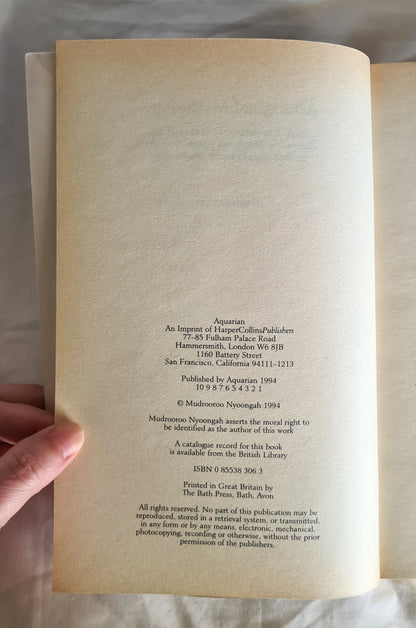 Aquarian
An Imprint of HarperCollinsPublishers
77–85 Fulham Palace Road
Hammersmith, London W6 8JB
1160 Battery Street
San Francisco, California 94111–1213
Published by Aquarian 1994
10 9 8 7 6 5 4 3 2 1
© Mudrooroo Nyoongah 1994
Mudrooroo Nyoongah asserts the moral right to
be identified as the author of this work
A catalogue record for this book
is available from the British Library
ISBN 0 85538 306 3
Printed in Great Britain by
The Bath Press, Bath, Avon
All rights reserved. No part of this publication may be
reproduced, stored in a retrieval system, or transmitted,
in any form or by any means, electronic, mechanical,
photocopying, recording or otherwise, without the prior
permission of the publishers.